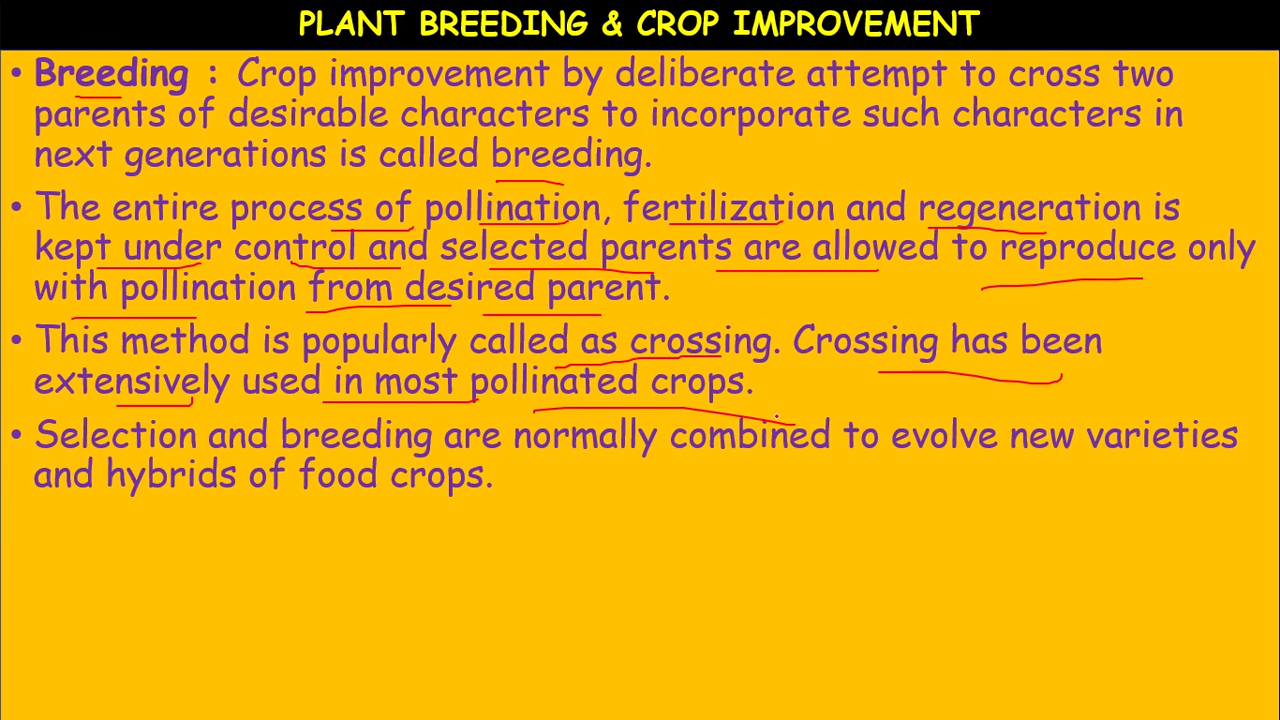 PLANT BREEDING & CROP IMPROVEMENT
• Breeding : Crop improvement by deliberate attempt to cross two
parents of desirable characters to incorporate such characters in
next generations is called breeding.
• The entire process of pollination, fertilization and regeneration is
kept under control and selected parents are allowed to reproduce only
with pollination from desired parent.
• This method is popularly called as crossing. Crossing has been
extensively used in most pollinated crops.
• Selection and breeding are normally combined to evolve new varieties
and hybrids of food crops.